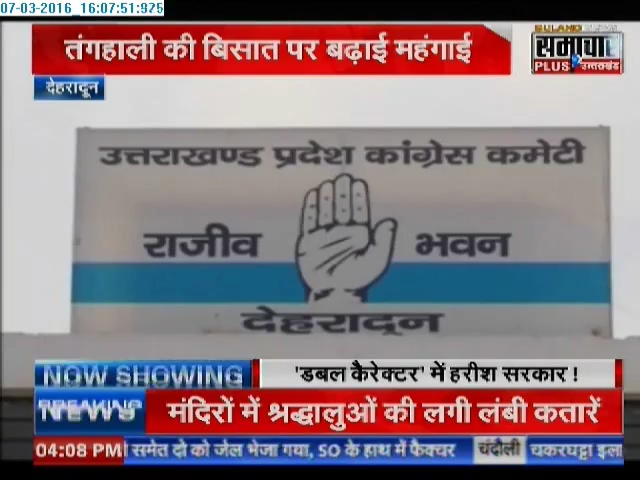 07-03-2016_16:07:51:975
तंगहाली की बिसात पर बढ़ाई महंगाई
समाचार
PLUS उत्तराखंड
देहरादून
उत्तराखण्ड प्रदेश कांग्रेस कमेटी
राजीव भवन
देहरादून
NOW SHOWING
'डबल कैरेक्टर' में हरीश सरकार !
NEWS
मंदिरों में श्रद्धालुओं की लगी लंबी कतारें
04:08 PM समेत दो को जेल भेजा गया, SO के हाथ में फैक्चर चंदौली चकरघट्टा इला